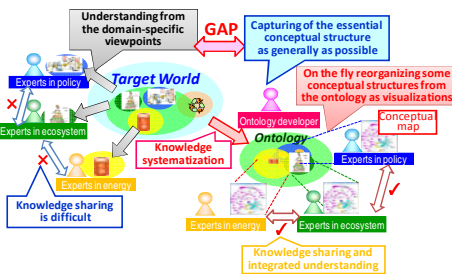 Understanding from
the domain-specific
viewpoints
GAP
Capturing of the essential
conceptual structure
as generally as possible
On the fly reorganizing some
conceptual structures from
the ontology as visualizations
Conceptual
map
Target World
Experts in policy
Experts in ecosystem
Experts in energy
Knowledge sharing
is difficult
Knowledge
systematization
Ontology developer
Ontology
Experts in policy
Experts in energy
Experts in ecosystem
Knowledge sharing and
integrated understanding